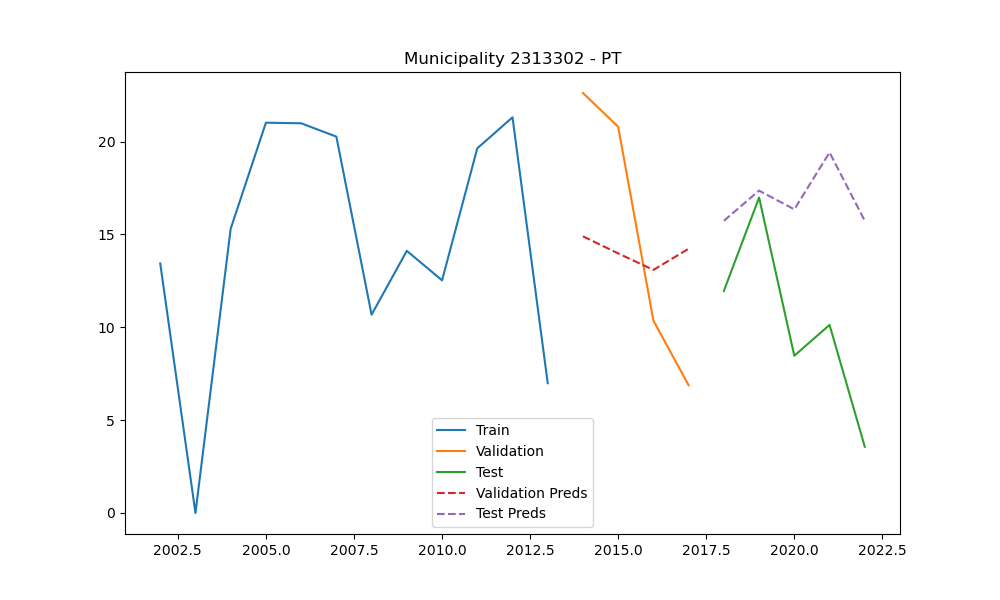 Municipality 2313302 - PT
20
15
10
5
0
Train
Validation
Test
Validation Preds
Test Preds
2002.5 2005.0 2007.5 2010.0 2012.5 2015.0 2017.5 2020.0 2022.5